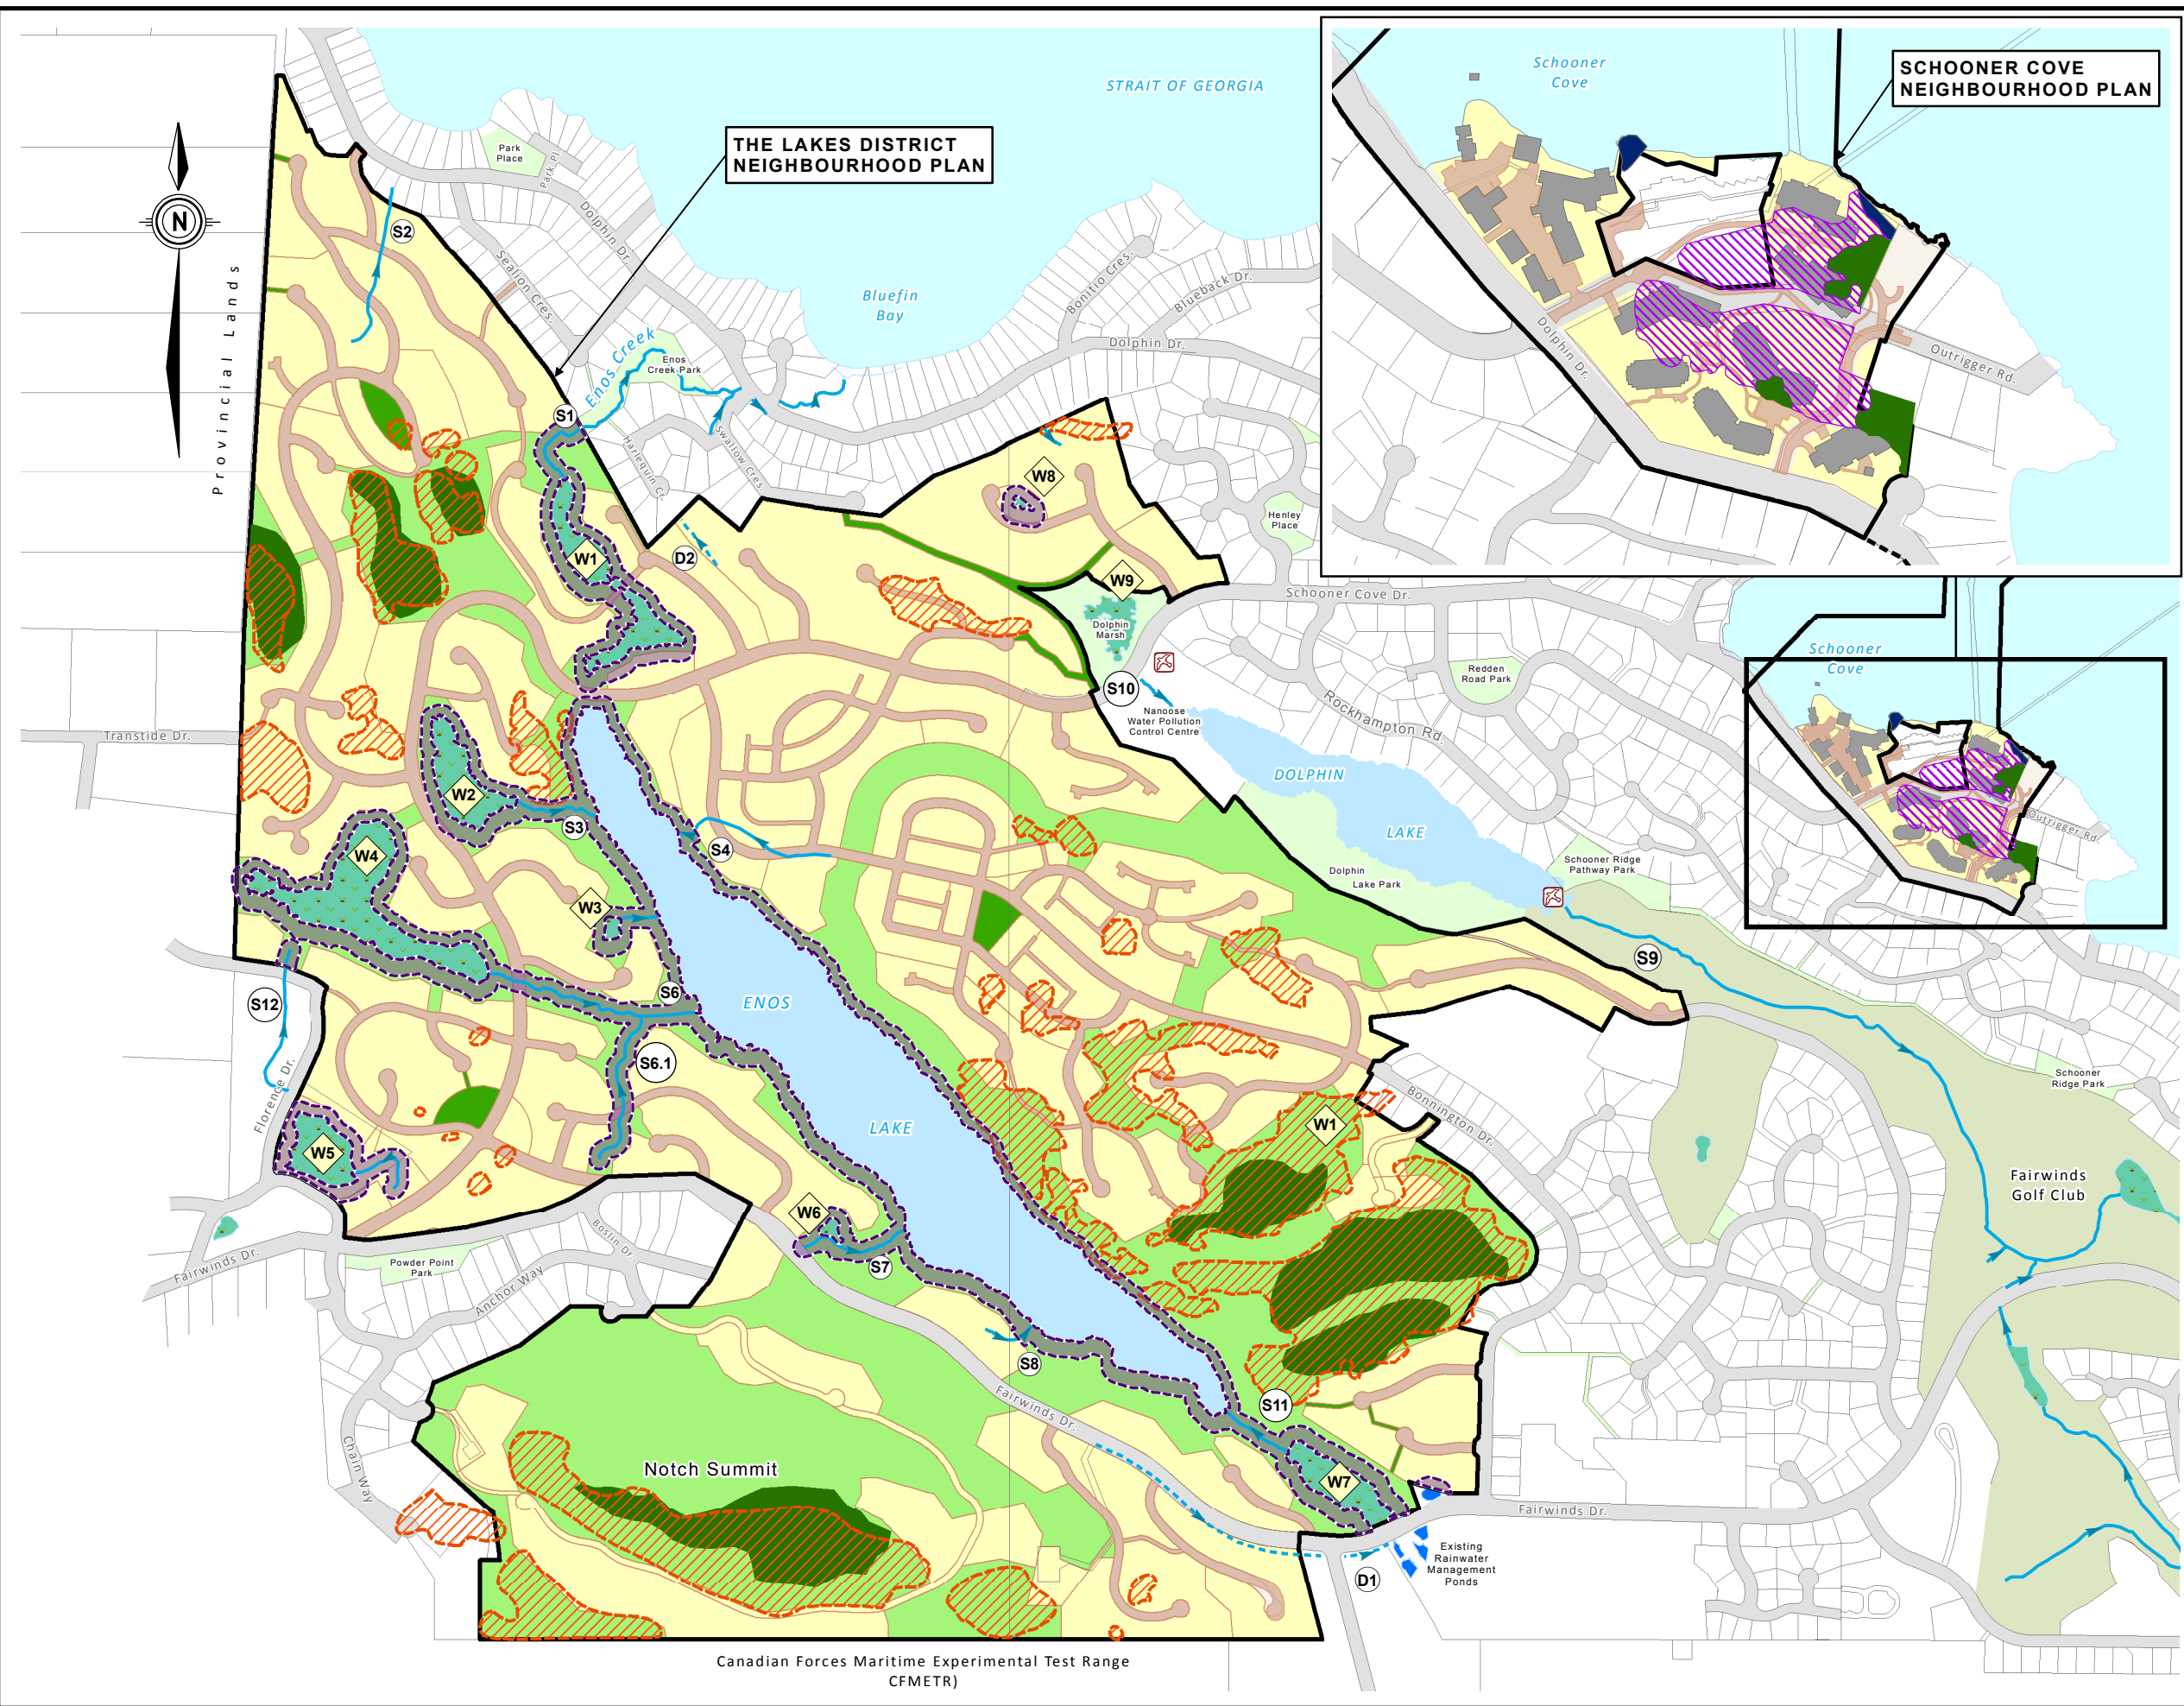 STRAIT OF GEORGIA
Schooner
Cove
SCHOONER COVE
NEIGHBOURHOOD PLAN
THE LAKES DISTRICT
NEIGHBOURHOOD PLAN
Park
Place
Park Pl.
N
Provincial Lands
S2
Dolphin Dr.
Sealion Cres.
Bluefin
Bay
Bonitio Cres.
Blueback Dr.
Dolphin Dr.
Dolphin Dr.
Outrigger Rd.
Enos Creek
Enos
Creek Park
S1
Harlequin Cr.
Swallow Cres.
W8
Henley
Place
W1
D2
W9
Schooner Cove Dr.
Dolphin
Marsh
Schooner
Cove
Redden
Road Park
S10
Nanoose
Water Pollution
Control Centre
Rockhampton Rd.
Transtide Dr.
DOLPHIN
LAKE
W2
S3
S4
Outrigger Rd.
W4
Dolphin
Lake Park
Schooner Ridge
Pathway Park
W3
S9
S6
ENOS
S12
S6.1
Florence Dr.
Schooner
Ridge Park
Bonnington Dr.
LAKE
W1
W5
Fairwinds
Golf Club
W6
S7
Boslin Dr.
Fairwinds Dr.
Powder Point
Park
Anchor Way
S8
Fairwinds Dr.
S11
Chain Way
Notch Summit
W7
Fairwinds Dr.
Existing
Rainwater
Management
Ponds
D1
Canadian Forces Maritime Experimental Test Range
CFMETR)